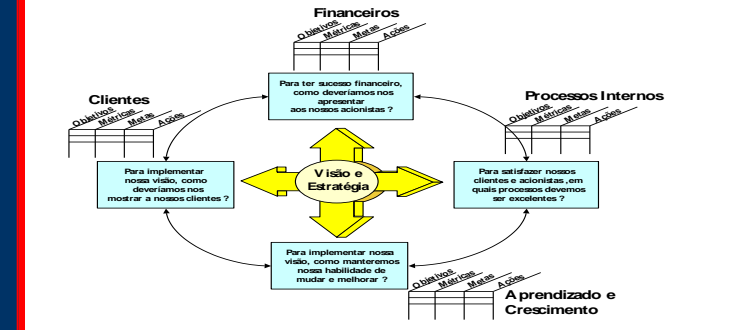 Financeiros
Objetivos
Métricas
Metas
Ações
Para ter sucesso financeiro,
como deveríamos nos
apresentar
aos nossos acionistas ?
Clientes
Objetivos
Métricas
Metas
Ações
Para implementar
nossa visão, como
deveríamos nos
mostrar a nossos clientes ?
Visão e
Estratégia
Processos Internos
Objetivos
Métricas
Metas
Ações
Para satisfazer nossos
clientes e acionistas ,em
quais processos devemos
ser excelentes ?
Para implementar nossa
visão, como manteremos
nossa habilidade de
mudar e melhorar ?
Objetivos
Métricas
Metas
Ações
Aprendizado e
Crescimento